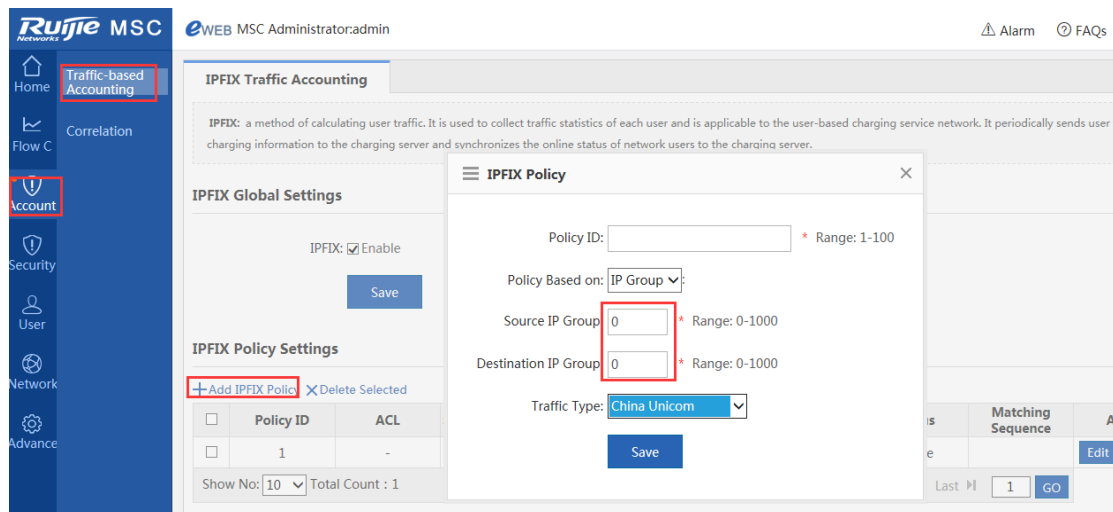 Ruijie Networks MSC
eWEB MSC Administrator:admin
Alarm
FAQs
Home
Flow C
Account
Security
User
Network
Advance
Traffic-based
Accounting
Correlation
IPFIX Traffic Accounting
IPFIX: a method of calculating user traffic. It is used to collect traffic statistics of each user and is applicable to the user-based charging service network. It periodically sends user
charging information to the charging server and synchronizes the online status of network users to the charging server.
IPFIX Global Settings
IPFIX: Enable
Save
IPFIX Policy Settings
Add IPFIX Policy Delete Selected
Policy ID ACL Matching Sequence
1 -
Edit
Show No: 10 Total Count : 1
Last 1 GO
IPFIX Policy
Policy ID: * Range: 1-100
Policy Based on: IP Group :
Source IP Group 0 * Range: 0-1000
Destination IP Group 0 * Range: 0-1000
Traffic Type: China Unicom
Save